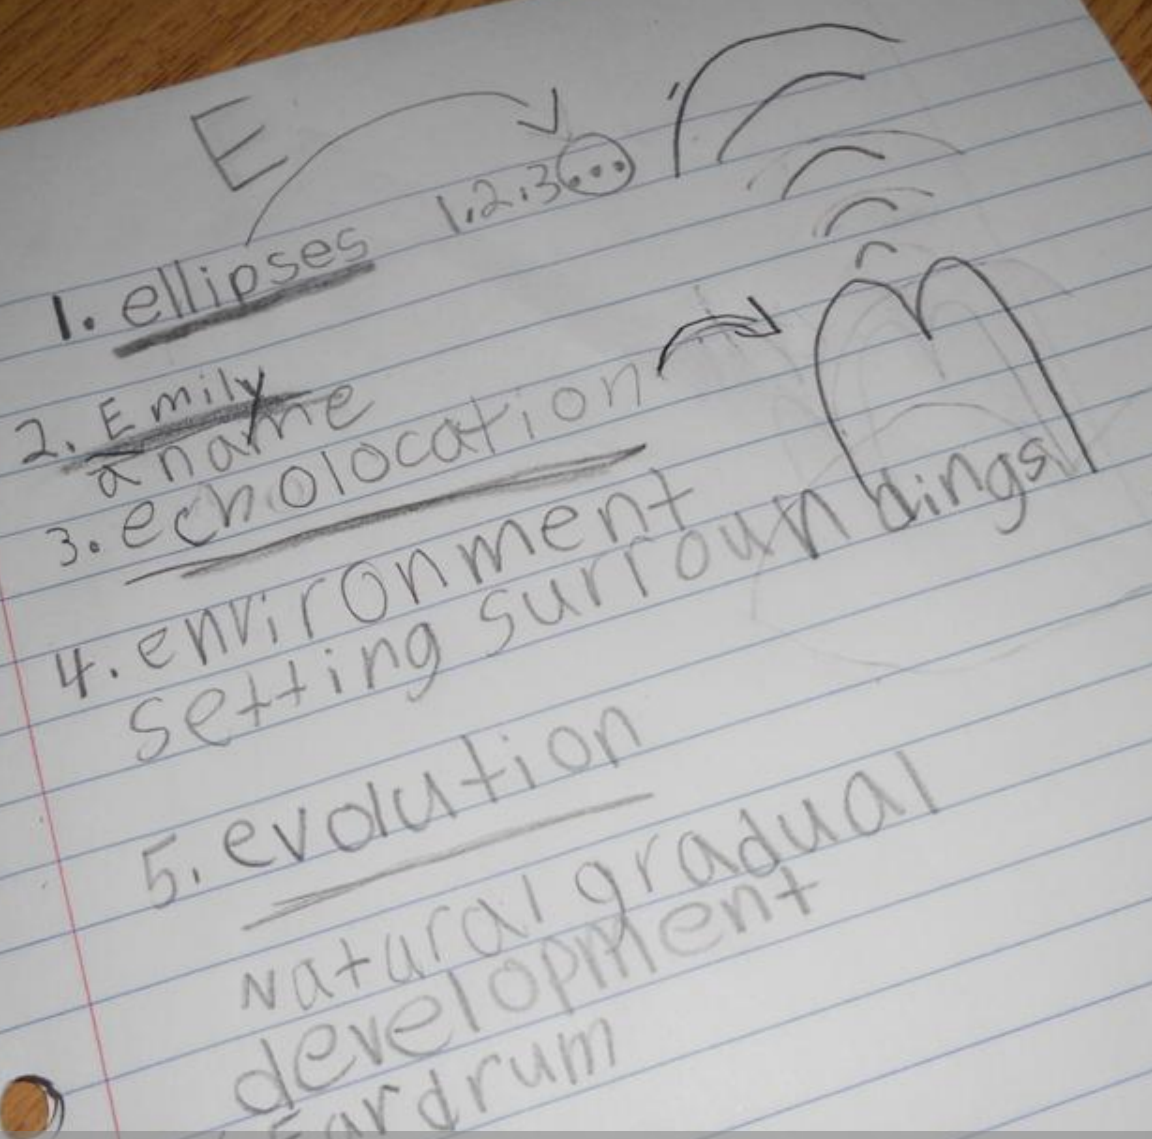 E
1. ellipses 1,2,3...
2. Emily
a name
3. echolocation
4. environment
setting surroundings
5. evolution
Natural gradual
development
Eardrum